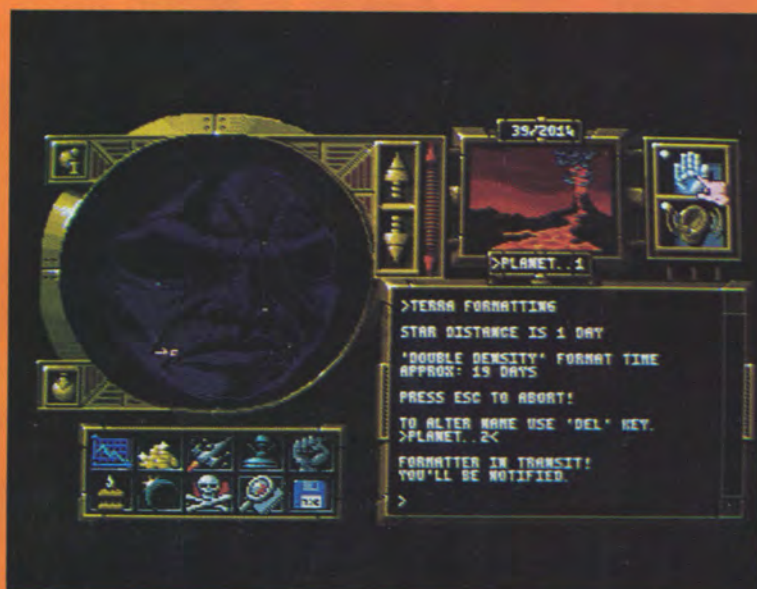 39/2014
>PLANET..1
>TERRA FORMATTING
STAR DISTANCE IS 1 DAY
'DOUBLE DENSITY' FORMAT TIME
APPROX: 19 DAYS
PRESS ESC TO ABORT!
TO ALTER NAME USE 'DEL' KEY.
>PLANET..2<
FORMATTER IN TRANSIT!
YOU'LL BE NOTIFIED.
>